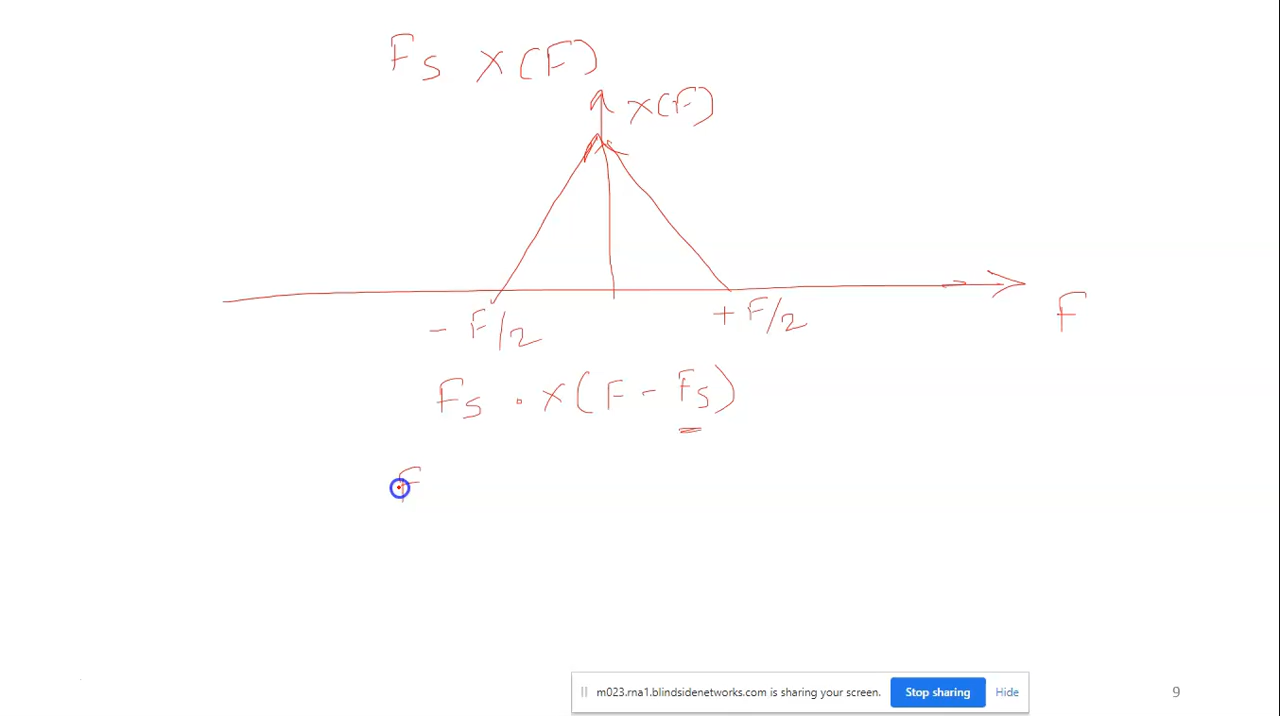 Fs X(F)
X(F)
- F/2
+ F/2
F
Fs . X(F - Fs)
F
m023.rna1.blindsidenetworks.com is sharing your screen.
Stop sharing
Hide
9